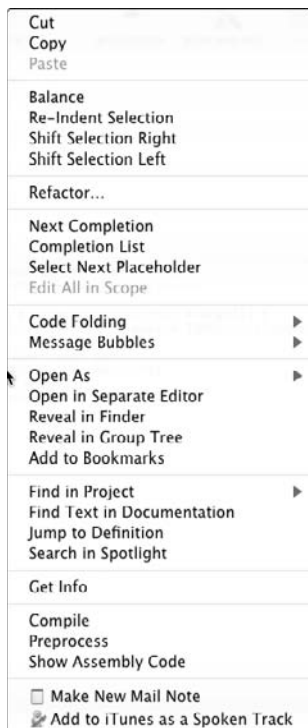 Cut
Copy
Paste
Balance
Re-Indent Selection
Shift Selection Right
Shift Selection Left
Refactor...
Next Completion
Completion List
Select Next Placeholder
Edit All in Scope
Code Folding
Message Bubbles
Open As
Open in Separate Editor
Reveal in Finder
Reveal in Group Tree
Add to Bookmarks
Find in Project
Find Text in Documentation
Jump to Definition
Search in Spotlight
Get Info
Compile
Preprocess
Show Assembly Code
Make New Mail Note
Add to iTunes as a Spoken Track